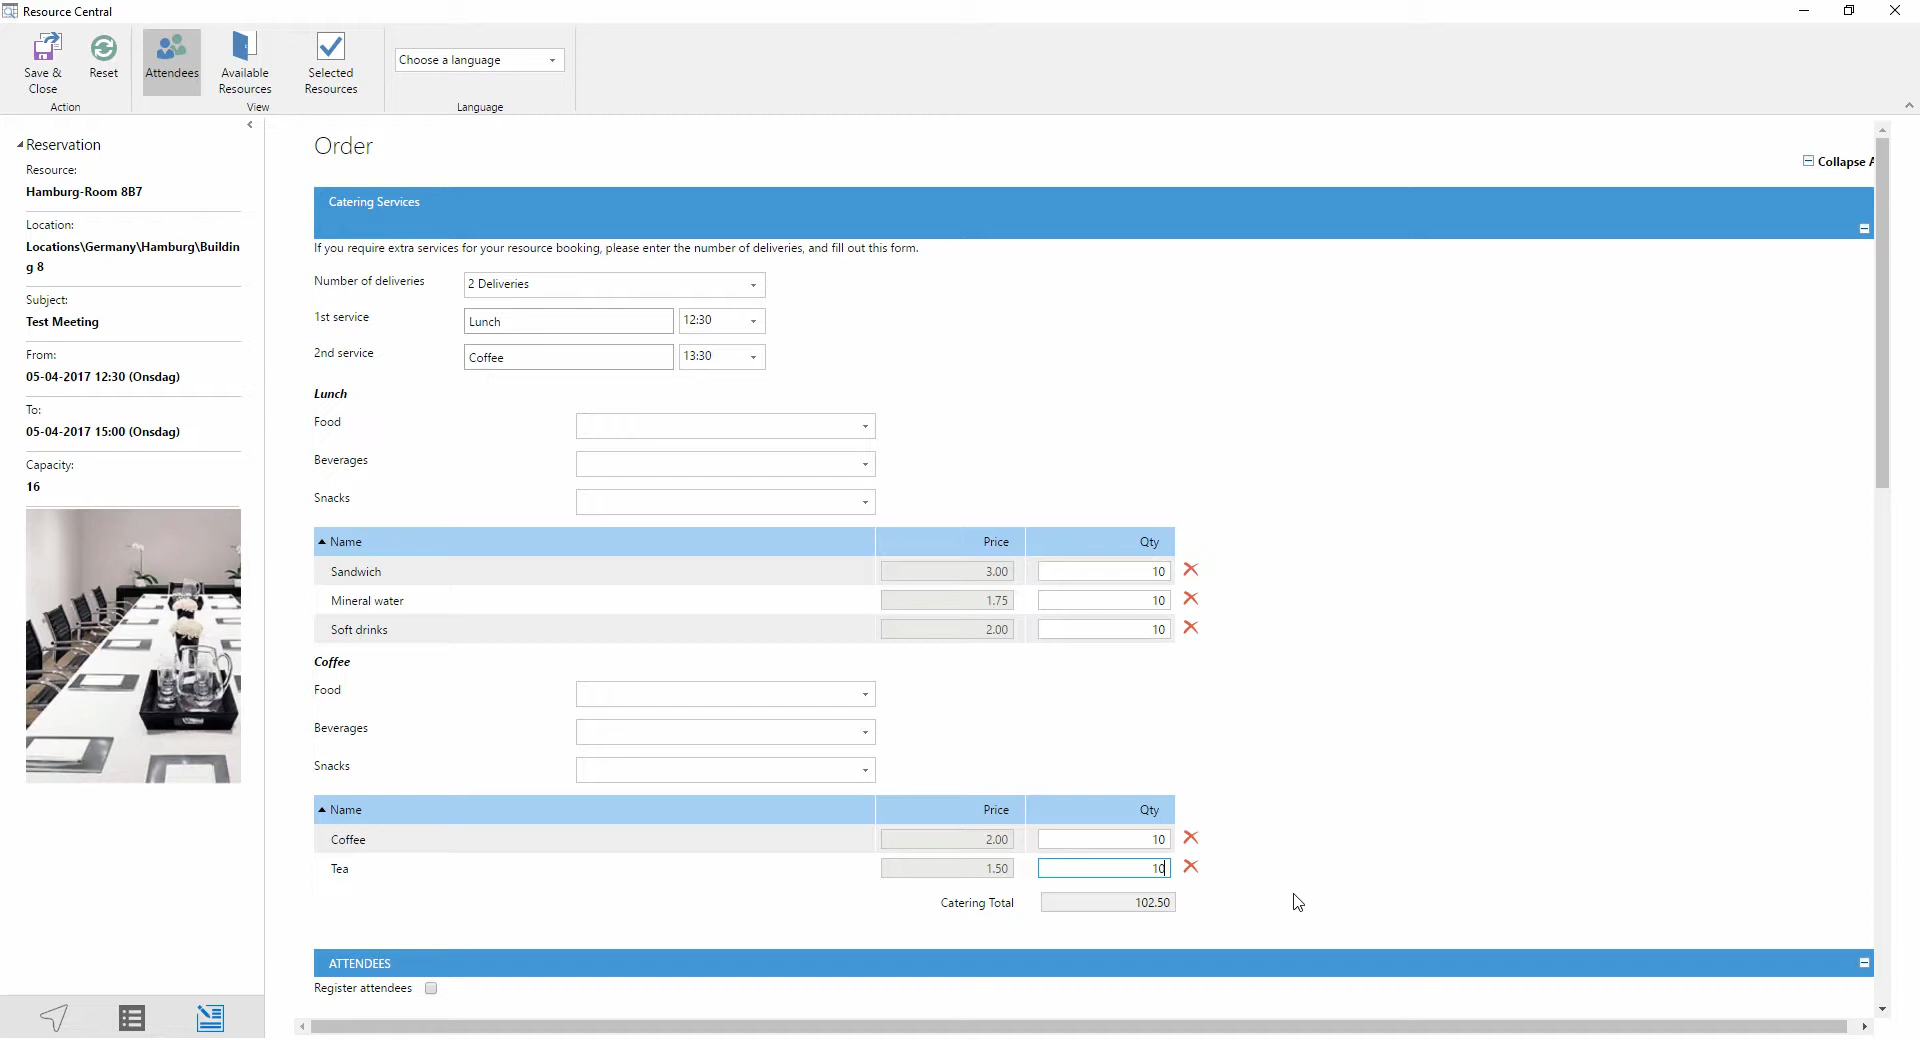 Resource Central
Save &
Close
Reset
Attendees
Available
Resources
Selected
Resources
Choose a language
Action
View
Language
Reservation
Resource:
Hamburg-Room 8B7
Location:
Locations\Germany\Hamburg\Buildin
g 8
Subject:
Test Meeting
From:
05-04-2017 12:30 (Onsdag)
To:
05-04-2017 15:00 (Onsdag)
Capacity:
16
Order
Collapse A
Catering Services
If you require extra services for your resource booking, please enter the number of deliveries, and fill out this form.
Number of deliveries 2 Deliveries
1st service Lunch 12:30
2nd service Coffee 13:30
Lunch
Food
Beverages
Snacks
Name Price Qty
Sandwich 3.00 10
Mineral water 1.75 10
Soft drinks 2.00 10
Coffee
Food
Beverages
Snacks
Name Price Qty
Coffee 2.00 10
Tea 1.50 10
Catering Total 102.50
ATTENDEES
Register attendees